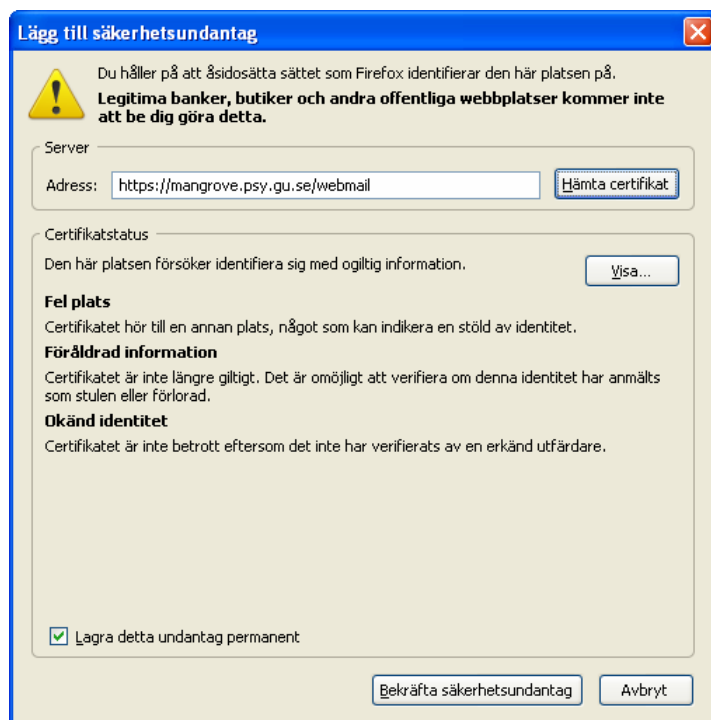 Lägg till säkerhetsundantag
Du håller på att åsidosätta sättet som Firefox identifierar den här platsen på.
Legitima banker, butiker och andra offentliga webbplatser kommer inte
att be dig göra detta.
Server
Adress: https://mangrove.psy.gu.se/webmail Hämta certifikat
Certifikatstatus
Den här platsen försöker identifiera sig med ogiltig information. Visa...
Fel plats
Certifikatet hör till en annan plats, något som kan indikera en stöld av identitet.
Föråldrad information
Certifikatet är inte längre giltigt. Det är omöjligt att verifiera om denna identitet har anmälts
som stulen eller förlorad.
Okänd identitet
Certifikatet är inte betrott eftersom det inte har verifierats av en erkänd utfärdare.
Lagra detta undantag permanent
Bekräfta säkerhetsundantag Avbryt